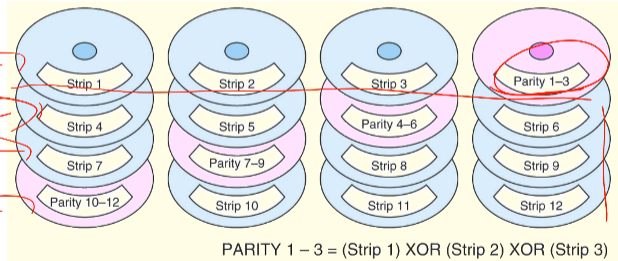 Strip 1 Strip 2 Strip 3 Parity 1–3
Strip 4 Strip 5 Parity 4–6 Strip 6
Strip 7 Parity 7–9 Strip 8 Strip 9
Parity 10–12 Strip 10 Strip 11 Strip 12
PARITY 1 – 3 = (Strip 1) XOR (Strip 2) XOR (Strip 3)